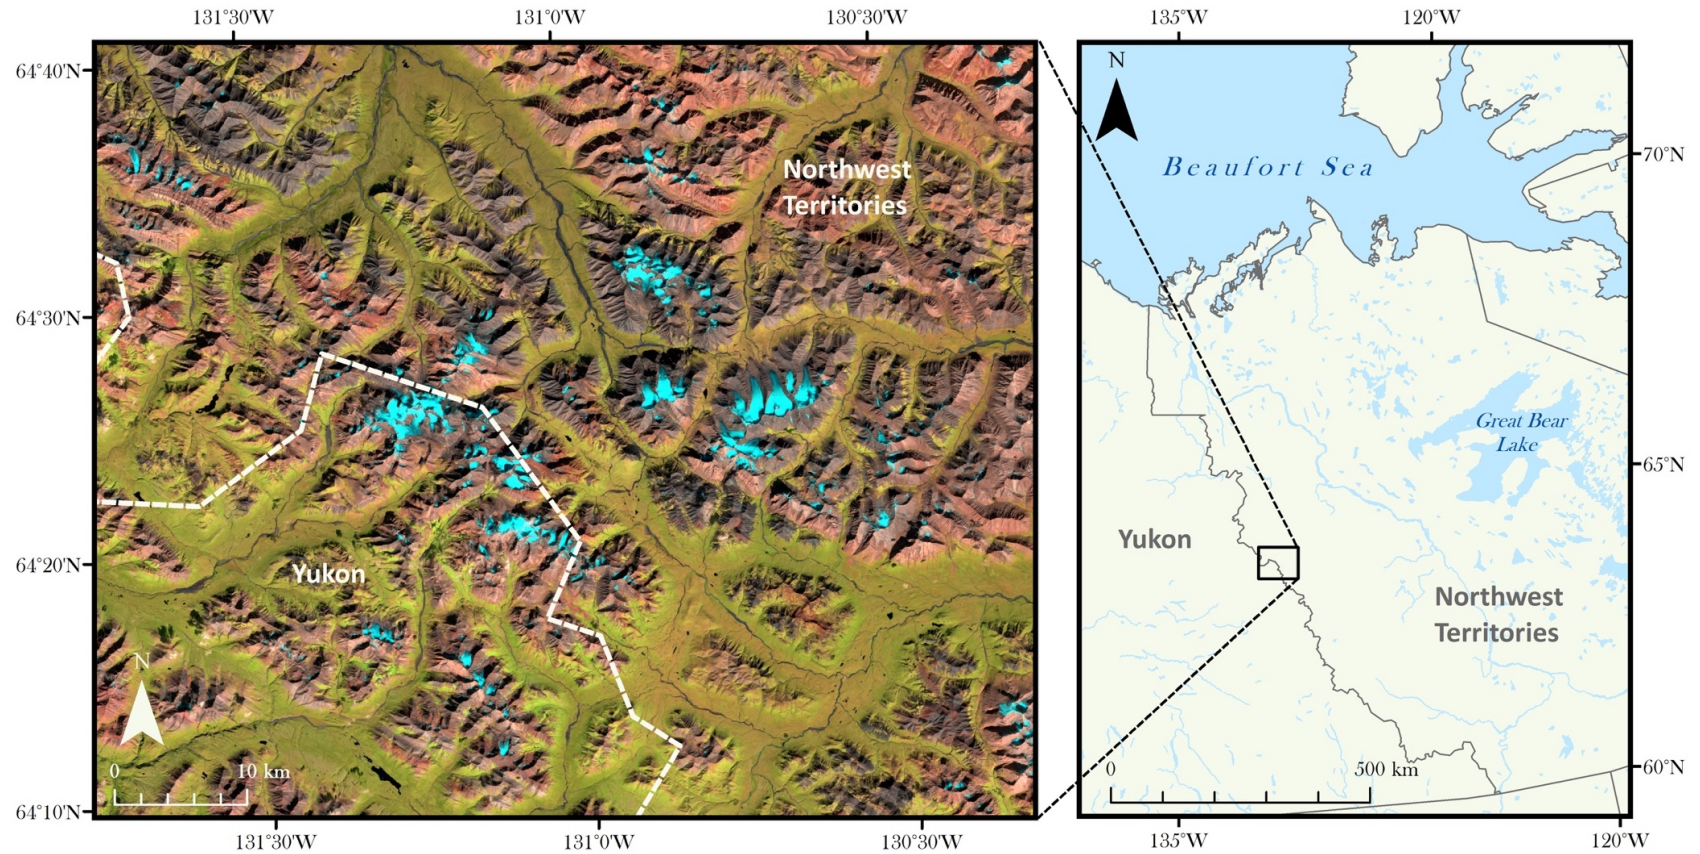 131°30'W 131°0'W 130°30'W 135°W 120°W
64°40'N
64°30'N
64°20'N
64°10'N
Northwest
Territories
Yukon
N
0 10 km
131°30'W 131°0'W 130°30'W
N
Beaufort Sea
70°N
Great Bear
Lake
65°N
Yukon
Northwest
Territories
0 500 km
60°N
135°W 120°W